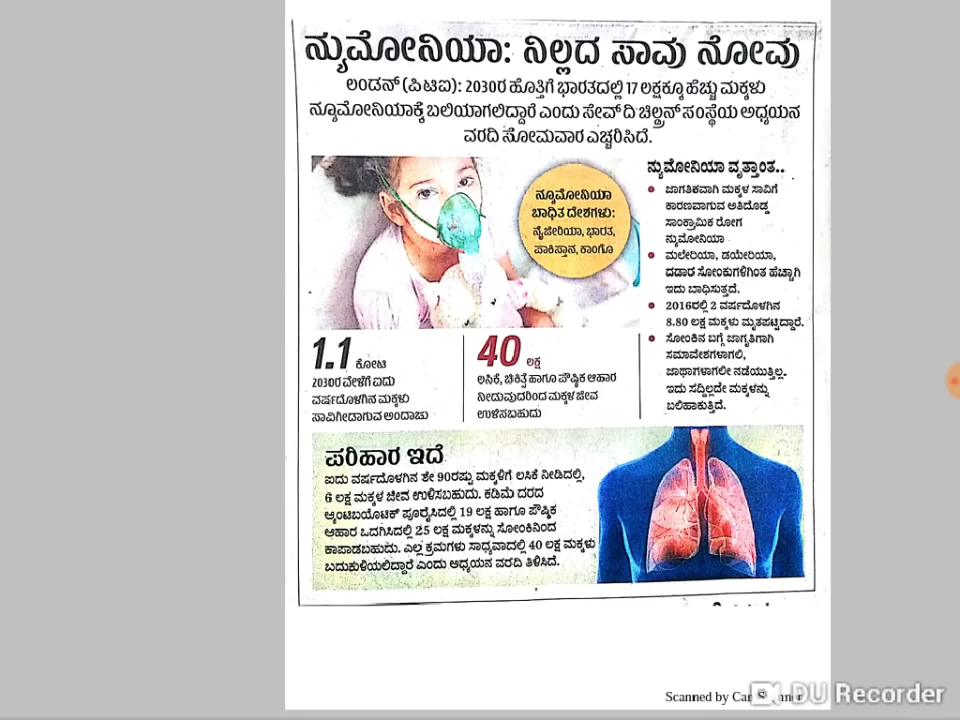 ನ್ಯುಮೋನಿಯಾ: ನಿಲ್ಲದ ಸಾವು ನೋವು
ಲಂಡನ್ (ಪಿಟಿಐ): 2030ರ ಹೊತ್ತಿಗೆ ಭಾರತದಲ್ಲಿ 17 ಲಕ್ಷಕ್ಕೂ ಹೆಚ್ಚು ಮಕ್ಕಳು
ನ್ಯೂಮೋನಿಯಾಕ್ಕೆ ಬಲಿಯಾಗಲಿದ್ದಾರೆ ಎಂದು ಸೇವ್ ದಿ ಚಿಲ್ಡ್ರನ್ ಸಂಸ್ಥೆಯ ಅಧ್ಯಯನ
ವರದಿ ಸೋಮವಾರ ಎಚ್ಚರಿಸಿದೆ.
ನ್ಯೂಮೋನಿಯಾ
ಬಾಧಿತ ದೇಶಗಳು:
ನೈಜೀರಿಯಾ, ಭಾರತ,
ಪಾಕಿಸ್ತಾನ, ಕಾಂಗೊ
ನ್ಯುಮೋನಿಯಾ ವೃತ್ತಾಂತ..
ಜಾಗತಿಕವಾಗಿ ಮಕ್ಕಳ ಸಾವಿಗೆ
ಕಾರಣವಾಗುವ ಅತಿದೊಡ್ಡ
ಸಾಂಕ್ರಾಮಿಕ ರೋಗ
ನ್ಯುಮೋನಿಯಾ
ಮಲೇರಿಯಾ, ಡಯೇರಿಯಾ,
ದಡಾರ ಸೋಂಕುಗಳಿಗಿಂತ ಹೆಚ್ಚಾಗಿ
ಇದು ಬಾಧಿಸುತ್ತದೆ.
2016ರಲ್ಲಿ 2 ವರ್ಷದೊಳಗಿನ
8.80 ಲಕ್ಷ ಮಕ್ಕಳು ಮೃತಪಟ್ಟಿದ್ದಾರೆ.
ಸೋಂಕಿನ ಬಗ್ಗೆ ಜಾಗೃತಿಗಾಗಿ
ಸಮಾವೇಶಗಳಾಗಲಿ,
ಜಾಥಾಗಳಾಗಲೀ ನಡೆಯುತ್ತಿಲ್ಲ.
ಇದು ಸದ್ದಿಲ್ಲದೇ ಮಕ್ಕಳನ್ನು
ಬಲಿಹಾಕುತ್ತಿದೆ.
1.1 ಕೋಟಿ
2030ರ ವೇಳೆಗೆ ಐದು
ವರ್ಷದೊಳಗಿನ ಮಕ್ಕಳು
ಸಾವಿಗೀಡಾಗುವ ಅಂದಾಜು
40 ಲಕ್ಷ
ಲಸಿಕೆ, ಚಿಕಿತ್ಸೆ ಹಾಗೂ ಪೌಷ್ಠಿಕ ಆಹಾರ
ನೀಡುವುದರಿಂದ ಮಕ್ಕಳ ಜೀವ
ಉಳಿಸಬಹುದು
ಪರಿಹಾರ ಇದೆ
ಐದು ವರ್ಷದೊಳಗಿನ ಶೇ 90ರಷ್ಟು ಮಕ್ಕಳಿಗೆ ಲಸಿಕೆ ನೀಡಿದಲ್ಲಿ,
6 ಲಕ್ಷ ಮಕ್ಕಳ ಜೀವ ಉಳಿಸಬಹುದು. ಕಡಿಮೆ ದರದ
ಆ್ಯಂಟಿಬಯೊಟಿಕ್ ಪೂರೈಸಿದಲ್ಲಿ 19 ಲಕ್ಷ ಹಾಗೂ ಪೌಷ್ಠಿಕ
ಆಹಾರ ಒದಗಿಸಿದಲ್ಲಿ 25 ಲಕ್ಷ ಮಕ್ಕಳನ್ನು ಸೋಂಕಿನಿಂದ
ಕಾಪಾಡಬಹುದು. ಎಲ್ಲ ಕ್ರಮಗಳು ಸಾಧ್ಯವಾದಲ್ಲಿ 40 ಲಕ್ಷ ಮಕ್ಕಳು
ಬದುಕುಳಿಯಲಿದ್ದಾರೆ ಎಂದು ಅಧ್ಯಯನ ವರದಿ ತಿಳಿಸಿದೆ.
Scanned by
DU Recorder